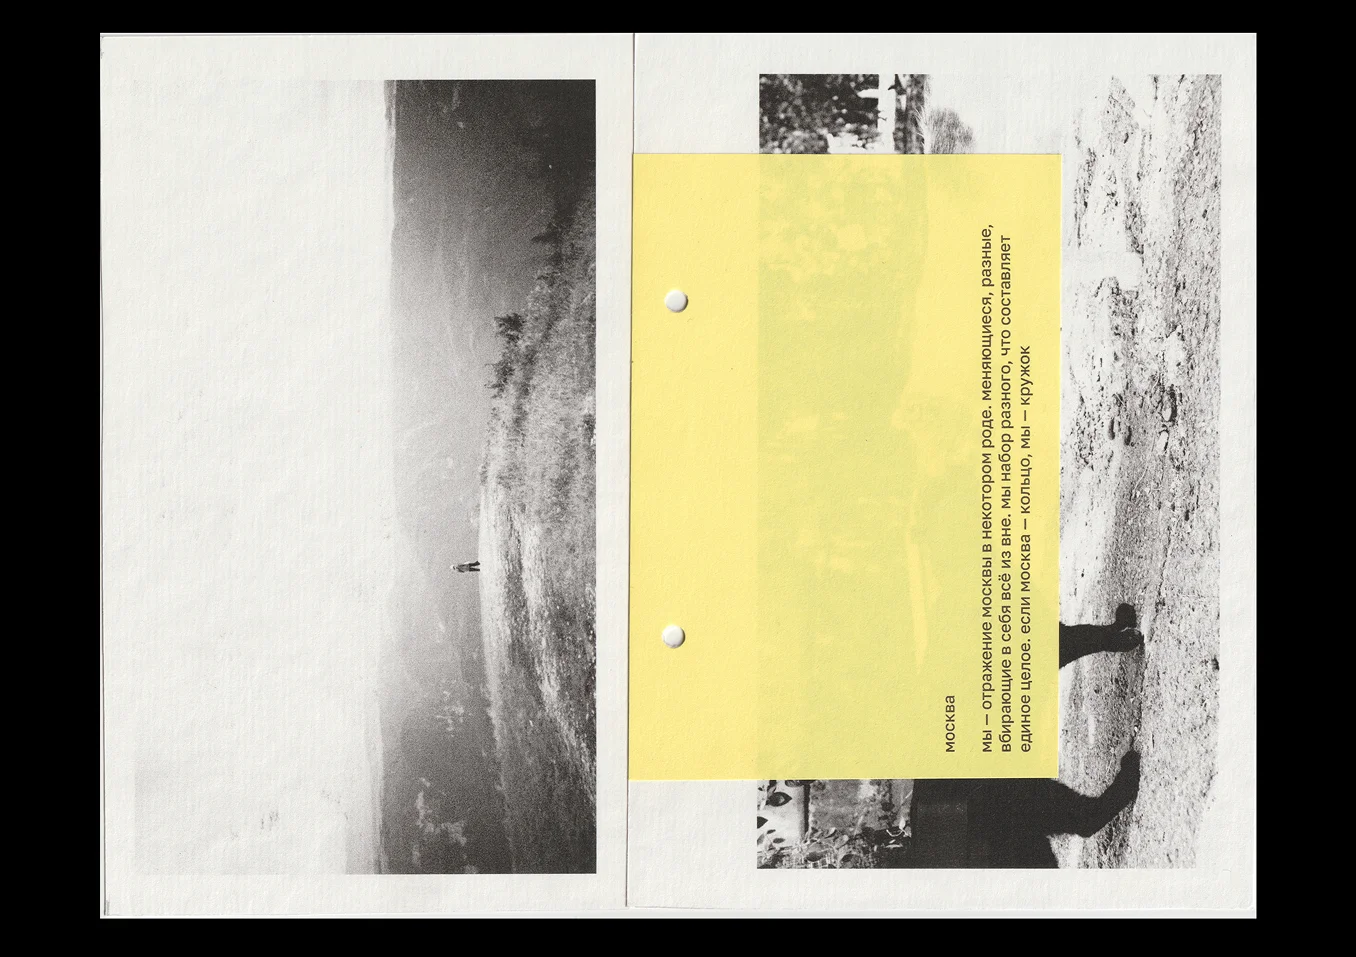 москва
мы — отражение москвы в некотором роде. меняющиеся, разные,
вбирающие в себя всё из вне. мы набор разного, что составляет
единое целое. если москва — кольцо, мы — кружок